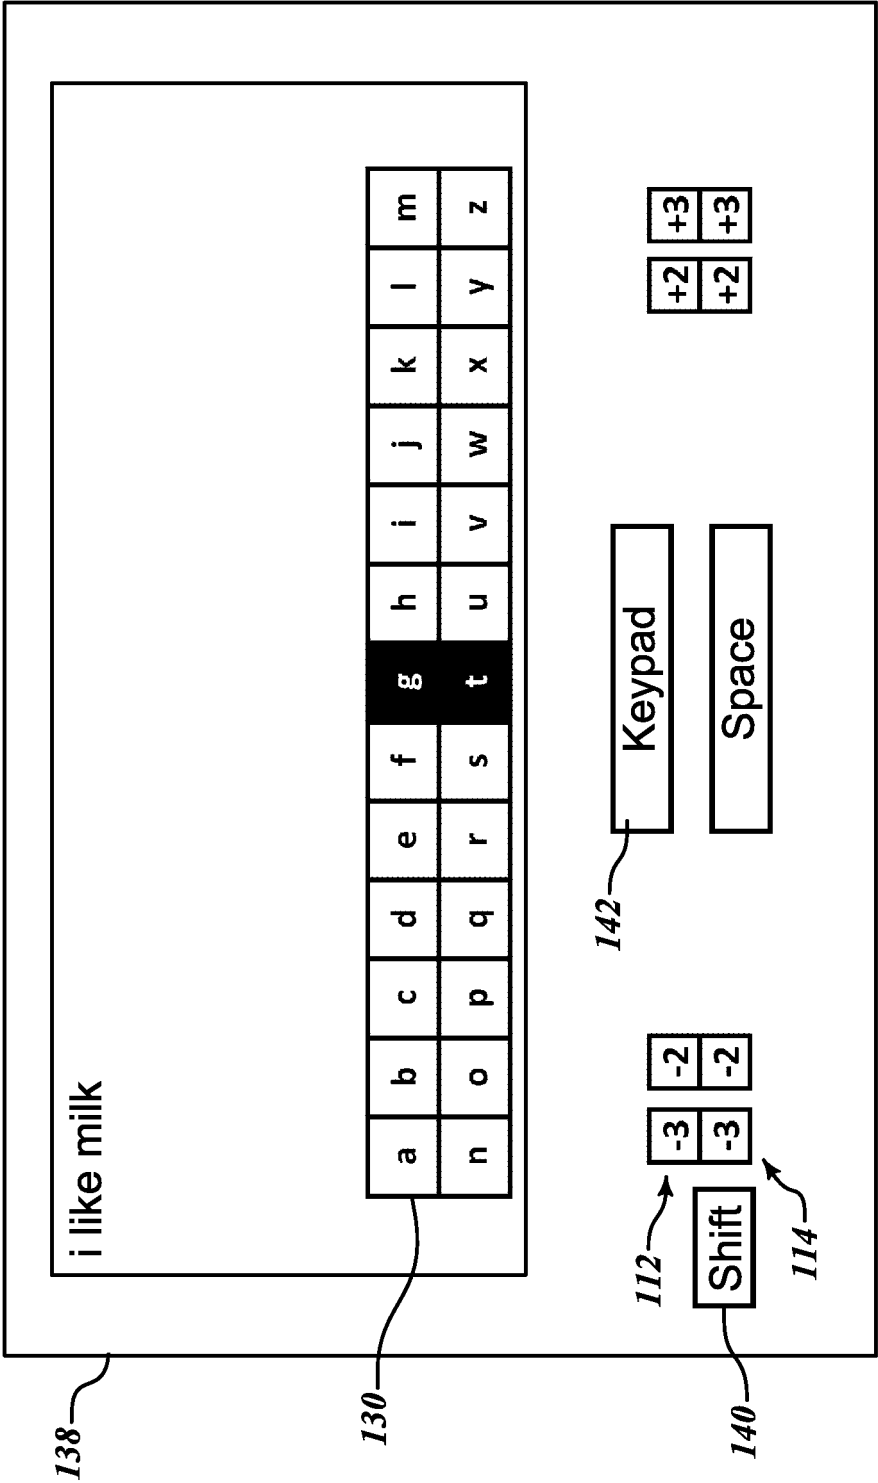 i like milk
a b c d e f g h i j k l m
n o p q r s t u v w x y z
-3 -2 Keypad +2 +3
-3 -2 Space +2 +3
Shift
138
130
112
114
140
142